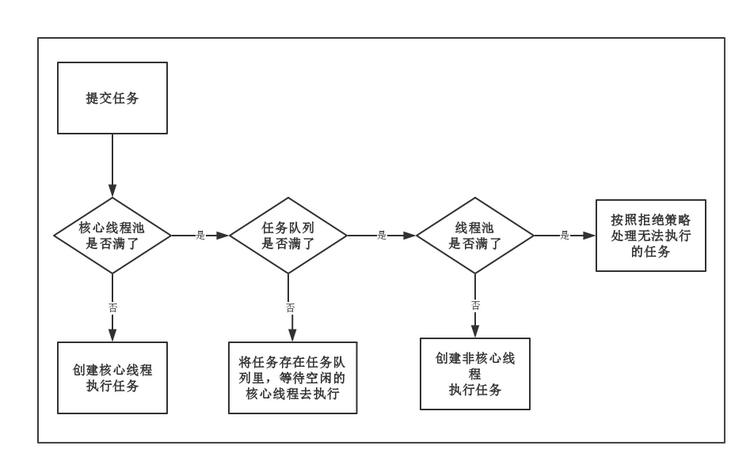 提交任务
核心线程池
是否满了
是
任务队列
是否满了
是
线程池
是否满了
是
按照拒绝策略
处理无法执行
的任务
否
否
否
创建核心线程
执行任务
将任务存在任务队
列里，等待空闲的
核心线程去执行
创建非核心线
程
执行任务